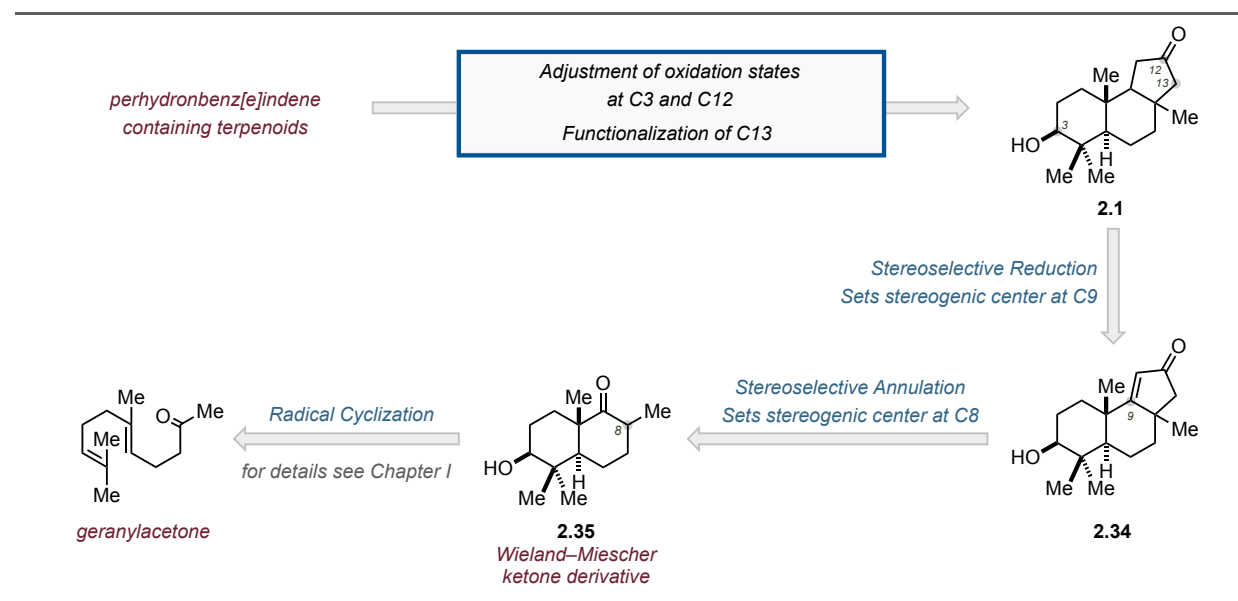 perhydronbenz[e]indene
containing terpenoids
Adjustment of oxidation states
at C3 and C12
Functionalization of C13
O
12
13
Me
Me
3
HO
H
Me Me
2.1
Stereoselective Reduction
Sets stereogenic center at C9
O
Me
9
Me
HO
H
Me Me
2.34
Stereoselective Annulation
Sets stereogenic center at C8
O
Me
Me
8
HO
H
Me Me
2.35
Wieland–Miescher
ketone derivative
Radical Cyclization
for details see Chapter I
Me
O Me
Me
Me
geranylacetone